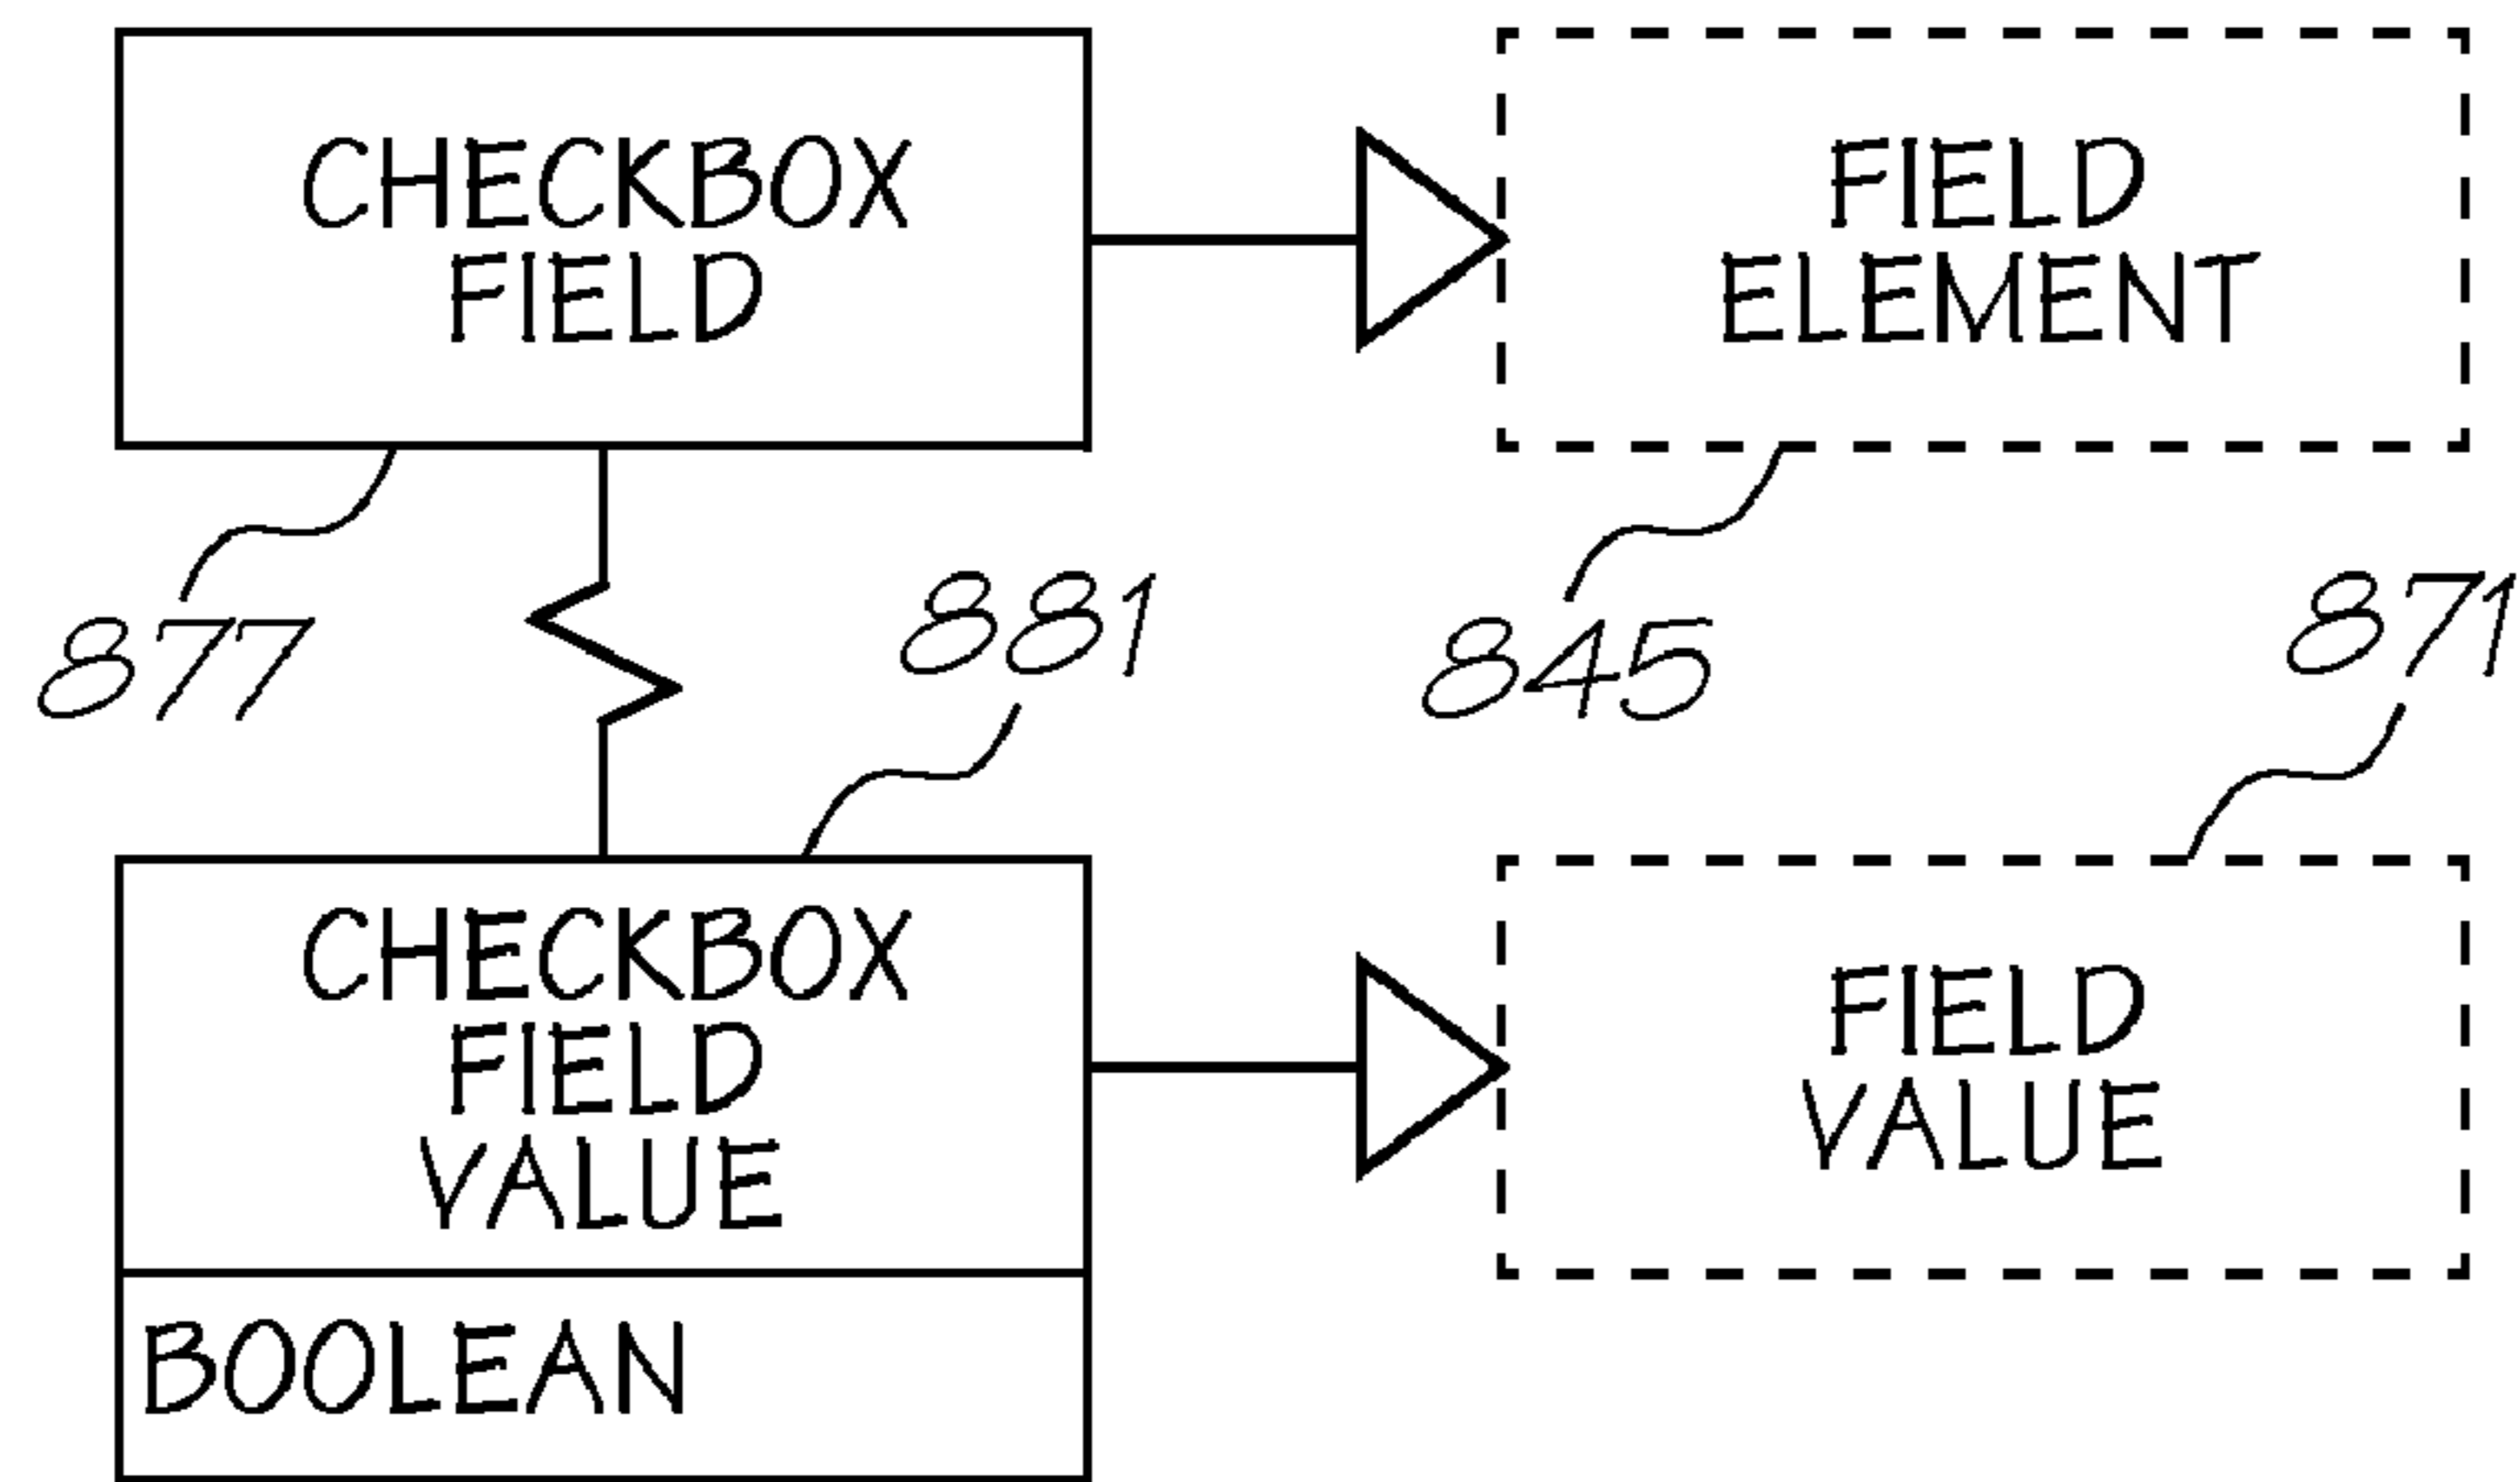 CHECKBOX
FIELD
FIELD
ELEMENT
877
881
845
871
CHECKBOX
FIELD
VALUE
FIELD
VALUE
BOOLEAN